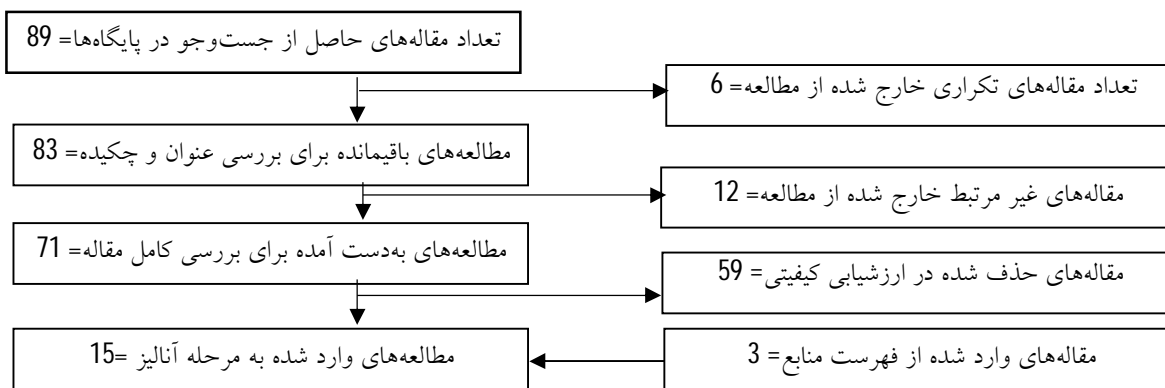 تعداد مقاله‌های حاصل از جست‌وجو در پایگاه‌ها= 89
تعداد مقاله‌های تکراری خارج شده از مطالعه= 6
مطالعه‌های باقیمانده برای بررسی عنوان و چکیده= 83
مقاله‌های غیر مرتبط خارج شده از مطالعه= 12
مطالعه‌های به‌دست آمده برای بررسی کامل مقاله= 71
مقاله‌های حذف شده در ارزشیابی کیفیتی= 59
مطالعه‌های وارد شده به مرحله آنالیز =15
مقاله‌های وارد شده از فهرست منابع= 3